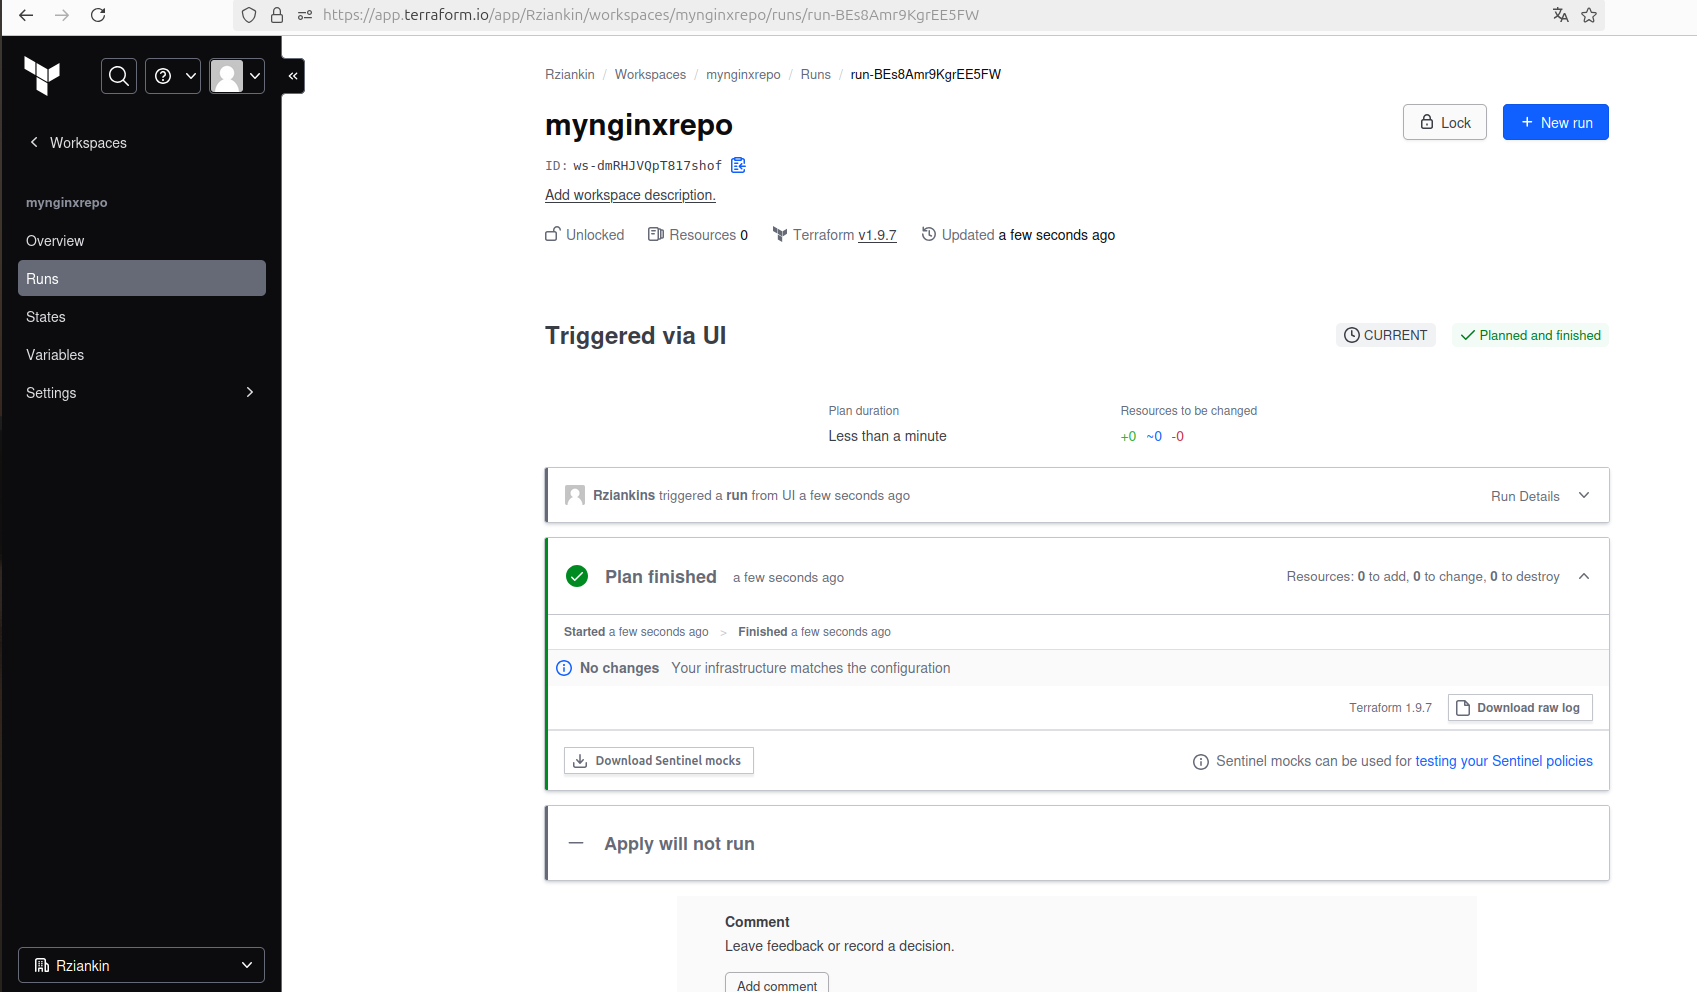 https://app.terraform.io/app/Rziankin/workspaces/mynginxrepo/runs/run-BEs8Amr9KgrEE5FW
Workspaces
mynginxrepo
Overview
Runs
States
Variables
Settings
Rziankin
Rziankin / Workspaces / mynginxrepo / Runs / run-BEs8Amr9KgrEE5FW
mynginxrepo
Lock
+ New run
ID: ws-dmRHJVQpT817shof
Add workspace description.
Unlocked Resources 0 Terraform v1.9.7 Updated a few seconds ago
Triggered via UI
CURRENT
Planned and finished
Plan duration
Less than a minute
Resources to be changed
+0 ~0 -0
Rziankins triggered a run from UI a few seconds ago
Run Details
Plan finished a few seconds ago
Resources: 0 to add, 0 to change, 0 to destroy
Started a few seconds ago > Finished a few seconds ago
No changes Your infrastructure matches the configuration
Terraform 1.9.7
Download raw log
Download Sentinel mocks
Sentinel mocks can be used for testing your Sentinel policies
Apply will not run
Comment
Leave feedback or record a decision.
Add comment